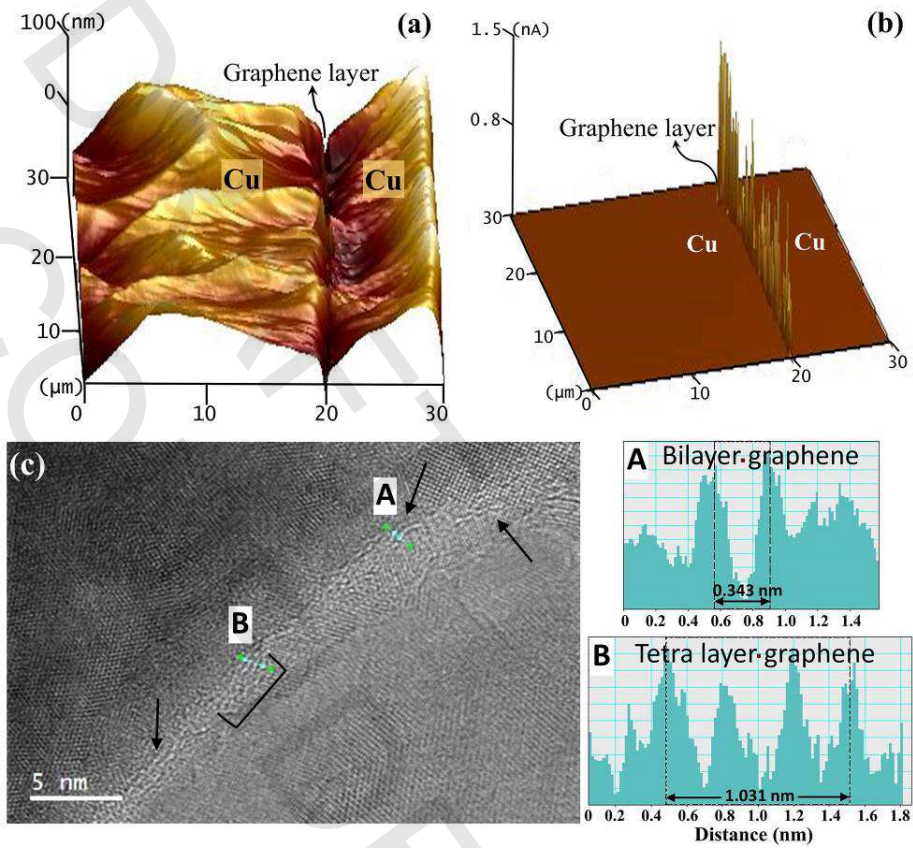 100 (nm)
0
30
20
10
(µm)
0
10
20
30
(a)
Graphene layer
Cu
Cu
1.5 (nA)
0.8
30
20
10
(µm)
0
10
20
30
(b)
Graphene layer
Cu
Cu
(c)
A
B
5 nm
A Bilayer graphene
0.343 nm
0 0.2 0.4 0.6 0.8 1.0 1.2 1.4
B Tetra layer graphene
1.031 nm
0 0.2 0.4 0.6 0.8 1.0 1.2 1.4 1.6 1.8
Distance (nm)